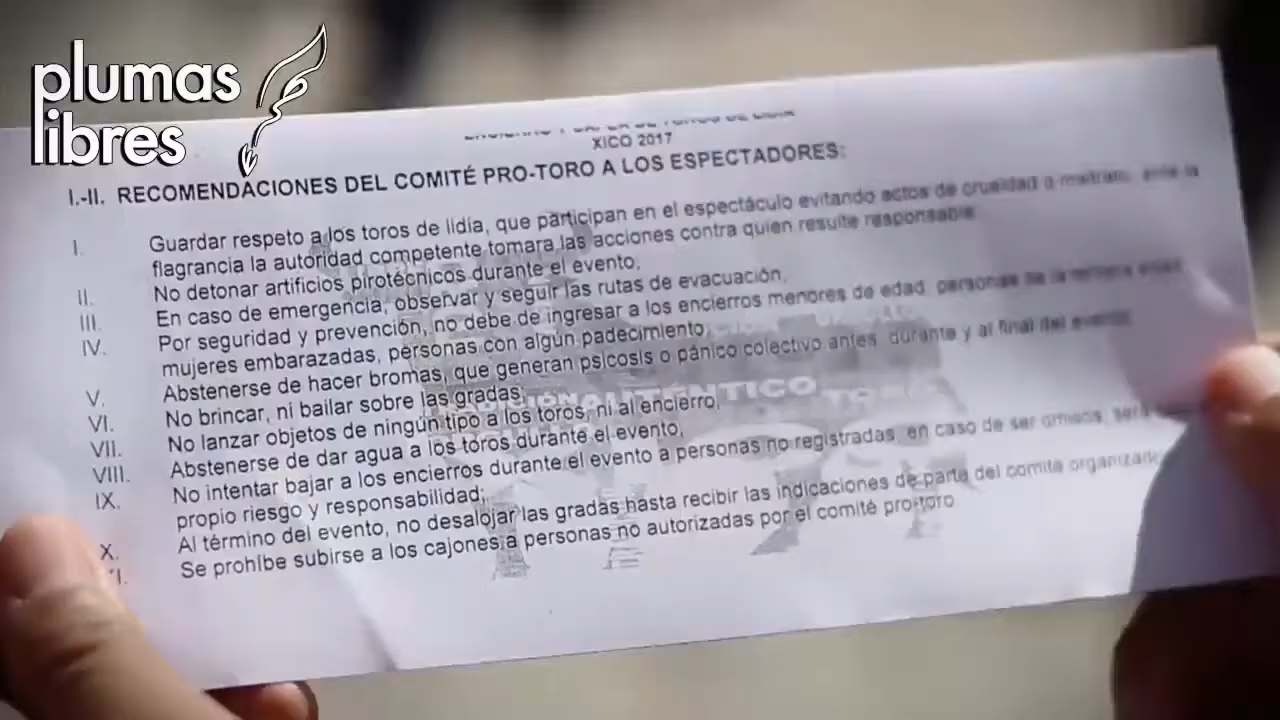 plumas
libres
XICO 2017
I.-II. RECOMENDACIONES DEL COMITÉ PRO-TORO A LOS ESPECTADORES:
I. Guardar respeto a los toros de lidia, que participan en el espectáculo evitando actos de crueldad o maltrato, ante la
flagrancia la autoridad competente tomara las acciones contra quien resulte responsable;
II. No detonar artificios pirotécnicos durante el evento;
III. En caso de emergencia, observar y seguir las rutas de evacuación;
IV. Por seguridad y prevención, no debe de ingresar a los encierros menores de edad, personas de la tercera edad,
mujeres embarazadas, personas con algún padecimiento;
V. Abstenerse de hacer bromas, que generan psicosis o pánico colectivo antes, durante y al final del evento;
VI. No brincar, ni bailar sobre las gradas;
VII. No lanzar objetos de ningún tipo a los toros, ni al encierro;
VIII. Abstenerse de dar agua a los toros durante el evento;
IX. No intentar bajar a los encierros durante el evento a personas no registradas, en caso de ser omisos, será
propio riesgo y responsabilidad;
X. Al término del evento, no desalojar las gradas hasta recibir las indicaciones de parte del comité
Se prohíbe subirse a los cajones a personas no autorizadas por el comité pro-toro.
AUTÉNTICO